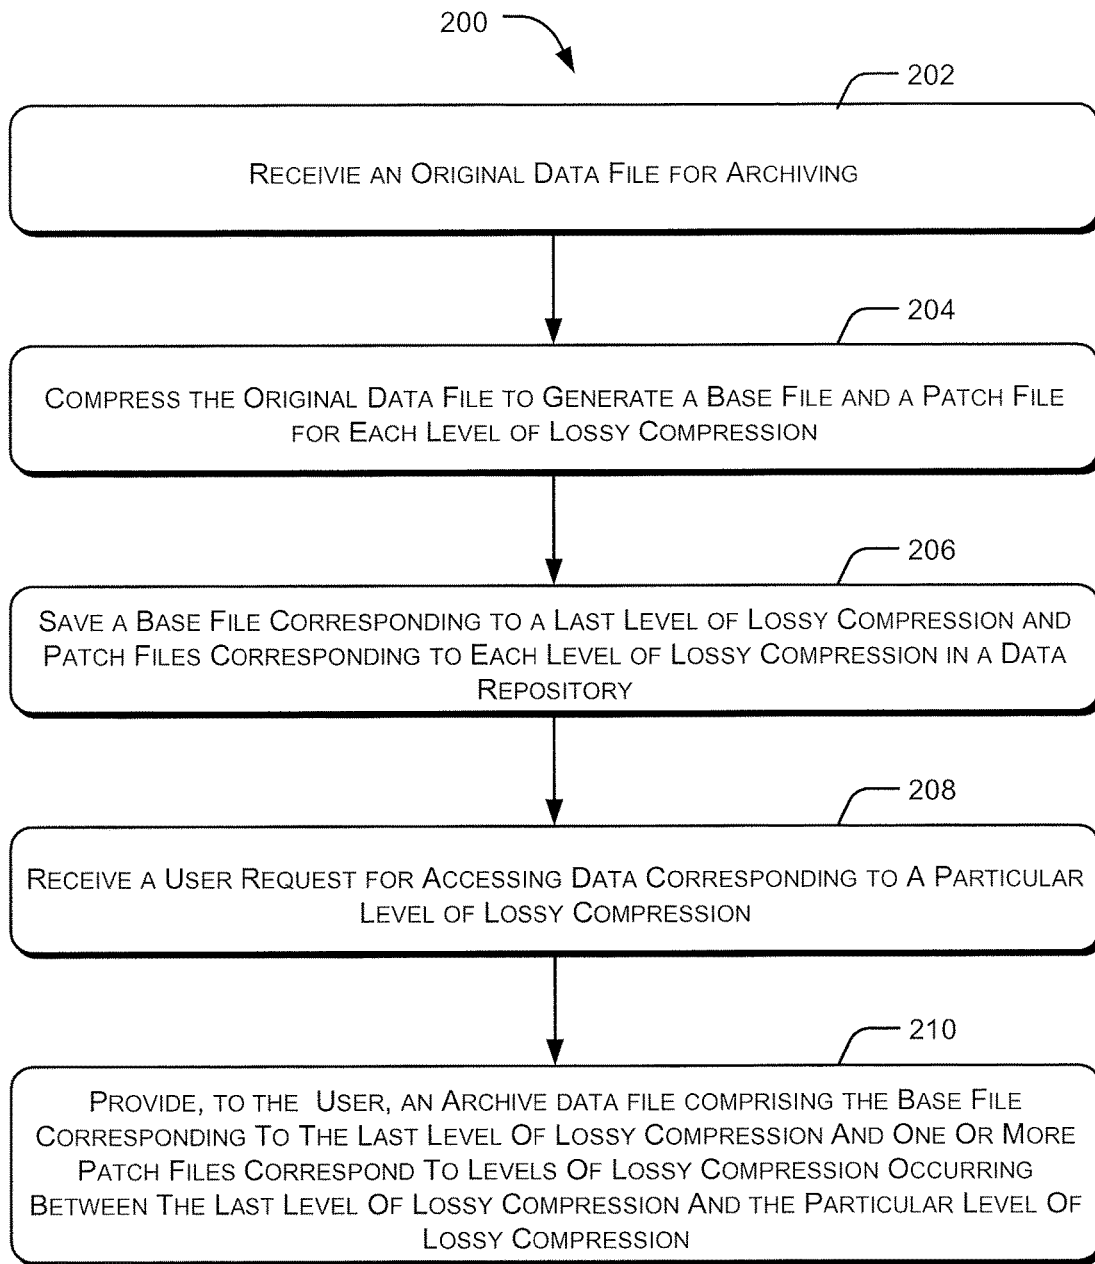 200
202
RECEIVIE AN ORIGINAL DATA FILE FOR ARCHIVING
204
COMPRESS THE ORIGINAL DATA FILE TO GENERATE A BASE FILE AND A PATCH FILE
FOR EACH LEVEL OF LOSSY COMPRESSION
206
SAVE A BASE FILE CORRESPONDING TO A LAST LEVEL OF LOSSY COMPRESSION AND
PATCH FILES CORRESPONDING TO EACH LEVEL OF LOSSY COMPRESSION IN A DATA
REPOSITORY
208
RECEIVE A USER REQUEST FOR ACCESSING DATA CORRESPONDING TO A PARTICULAR
LEVEL OF LOSSY COMPRESSION
210
PROVIDE, TO THE USER, AN ARCHIVE DATA FILE COMPRISING THE BASE FILE
CORRESPONDING TO THE LAST LEVEL OF LOSSY COMPRESSION AND ONE OR MORE
PATCH FILES CORRESPOND TO LEVELS OF LOSSY COMPRESSION OCCURRING
BETWEEN THE LAST LEVEL OF LOSSY COMPRESSION AND THE PARTICULAR LEVEL OF
LOSSY COMPRESSION